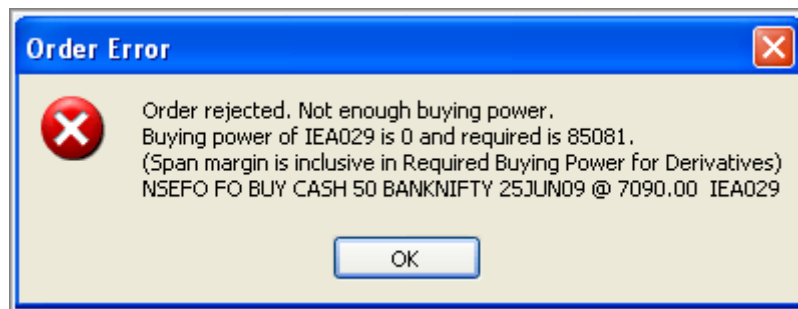 Order Error
Order rejected. Not enough buying power.
Buying power of IEA029 is 0 and required is 85081.
(Span margin is inclusive in Required Buying Power for Derivatives)
NSEFO FO BUY CASH 50 BANKNIFTY 25JUN09 @ 7090.00  IEA029
OK